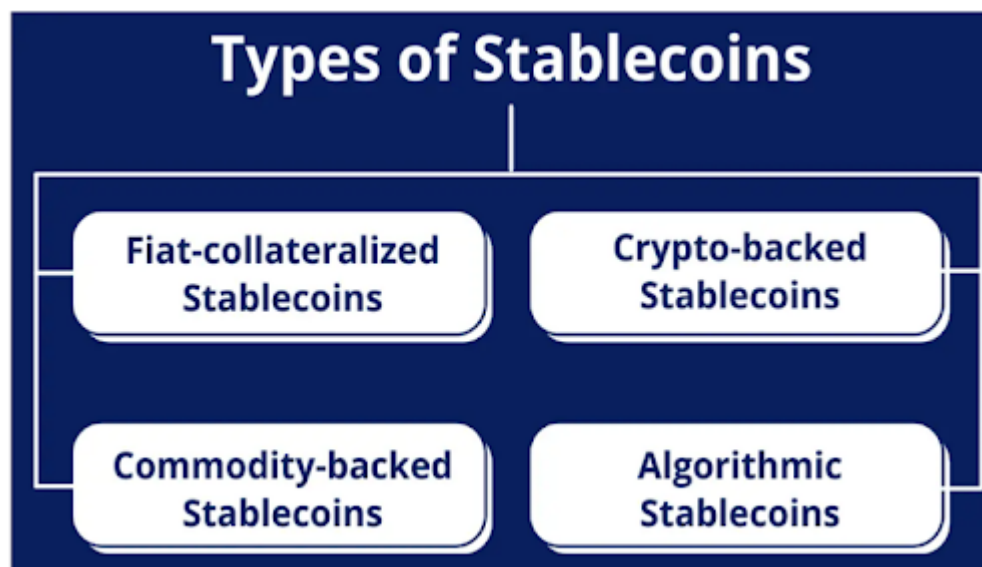 Types of Stablecoins
Fiat-collateralized
Stablecoins
Crypto-backed
Stablecoins
Commodity-backed
Stablecoins
Algorithmic
Stablecoins